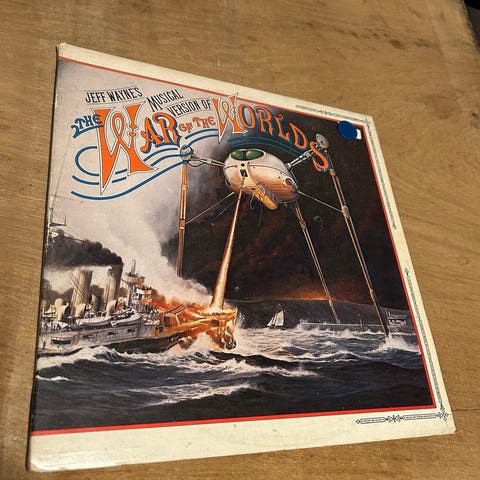 JEFF WAYNE'S
MUSICAL
VERSION OF
THE
WAR OF THE
WORLDS